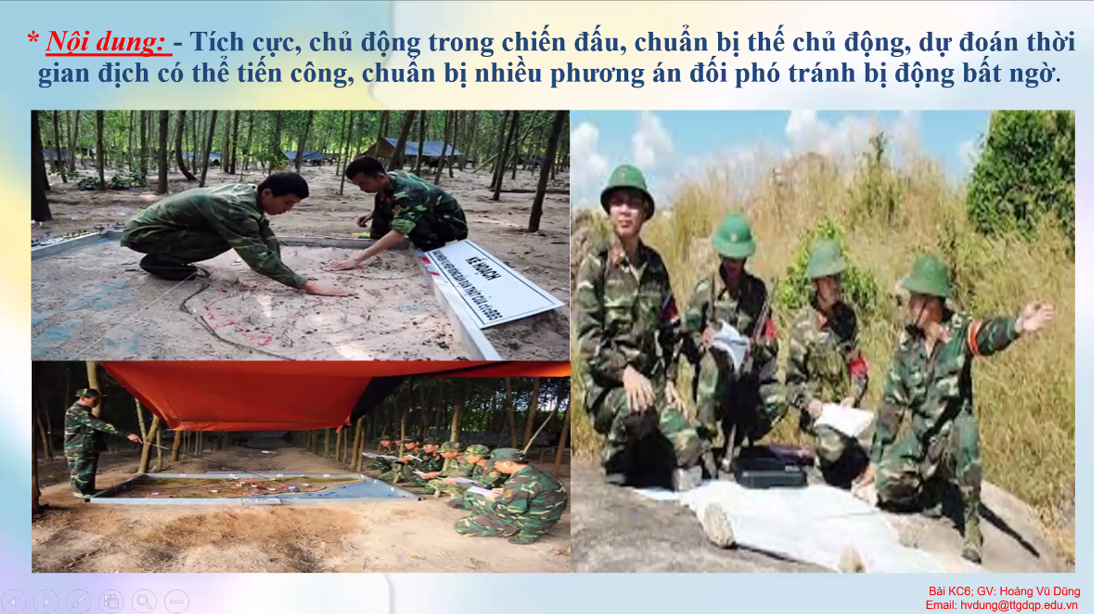 * Nội dung: - Tích cực, chủ động trong chiến đấu, chuẩn bị thế chủ động, dự đoán thời
gian địch có thể tiến công, chuẩn bị nhiều phương án đối phó tránh bị động bất ngờ.
KẾ HOẠCH
Bài KC6; GV: Hoàng Vũ Dũng
Email: hvdung@ttgdqp.edu.vn